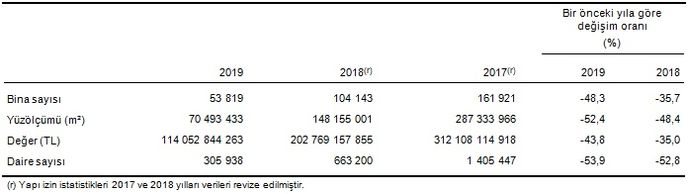 Bir önceki yıla göre
değişim oranı
(%)
2019 2018(r) 2017(r) 2019 2018
Bina sayısı 53 819 104 143 161 921 -48,3 -35,7
Yüzölçümü (m²) 70 493 433 148 155 001 287 333 966 -52,4 -48,4
Değer (TL) 114 052 844 263 202 769 157 855 312 108 114 918 -43,8 -35,0
Daire sayısı 305 938 663 200 1 405 447 -53,9 -52,8
(r) Yapı izin istatistikleri 2017 ve 2018 yılları verileri revize edilmiştir.